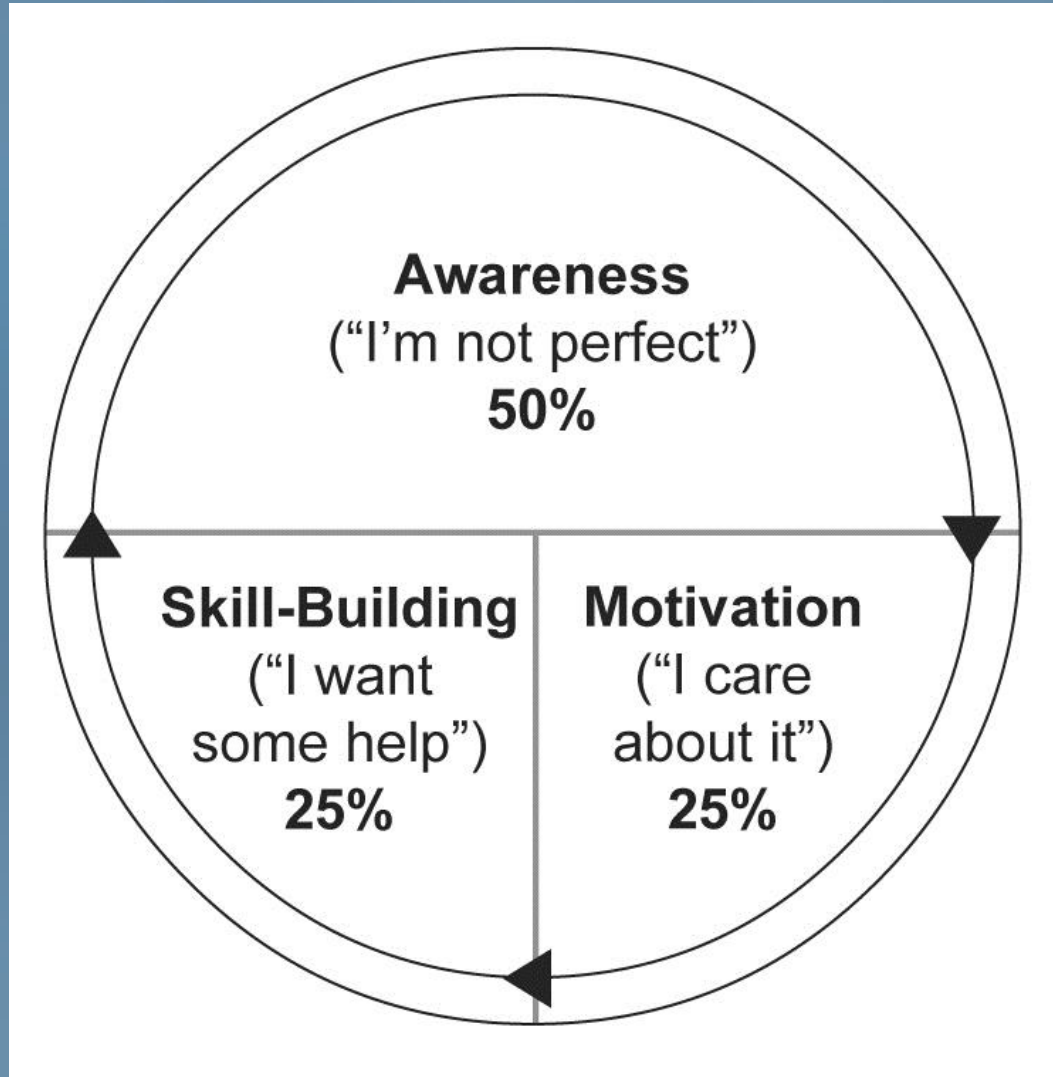 Awareness
(“I’m not perfect”)
50%
Skill-Building
(“I want
some help”)
25%
Motivation
(“I care
about it”)
25%